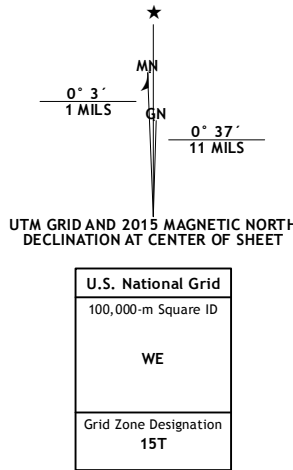 ★
MN
0° 3´
1 MILS
GN
0° 37´
11 MILS
UTM GRID AND 2015 MAGNETIC NORTH
DECLINATION AT CENTER OF SHEET
U.S. National Grid
100,000-m Square ID
WE
Grid Zone Designation
15T